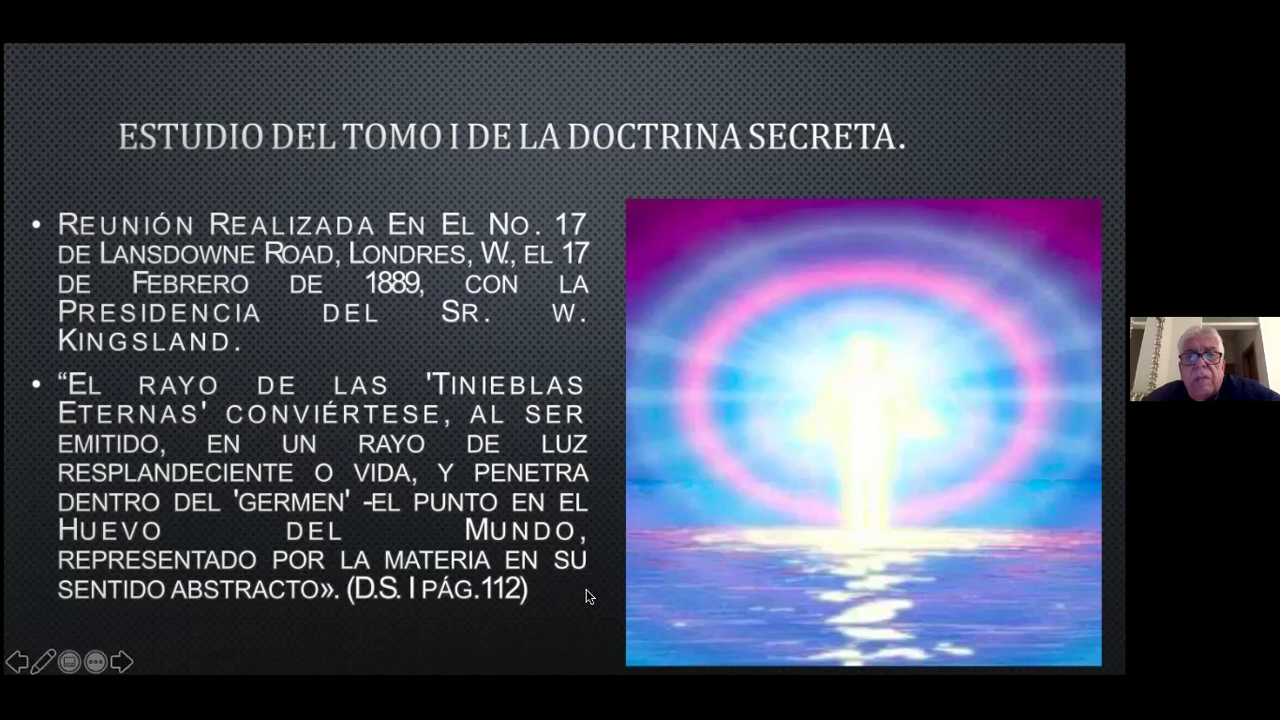 ESTUDIO DEL TOMO I DE LA DOCTRINA SECRETA.
• REUNIÓN REALIZADA EN EL NO. 17
DE LANSDOWNE ROAD, LONDRES, W., EL 17
DE FEBRERO DE 1889, CON LA
PRESIDENCIA DEL SR. W.
KINGSLAND.
• “EL RAYO DE LAS 'TINIEBLAS
ETERNAS' CONVIÉRTESE, AL SER
EMITIDO, EN UN RAYO DE LUZ
RESPLANDECIENTE O VIDA, Y PENETRA
DENTRO DEL 'GERMEN' -EL PUNTO EN EL
HUEVO DEL MUNDO,
REPRESENTADO POR LA MATERIA EN SU
SENTIDO ABSTRACTO». (D.S. I PÁG.112)